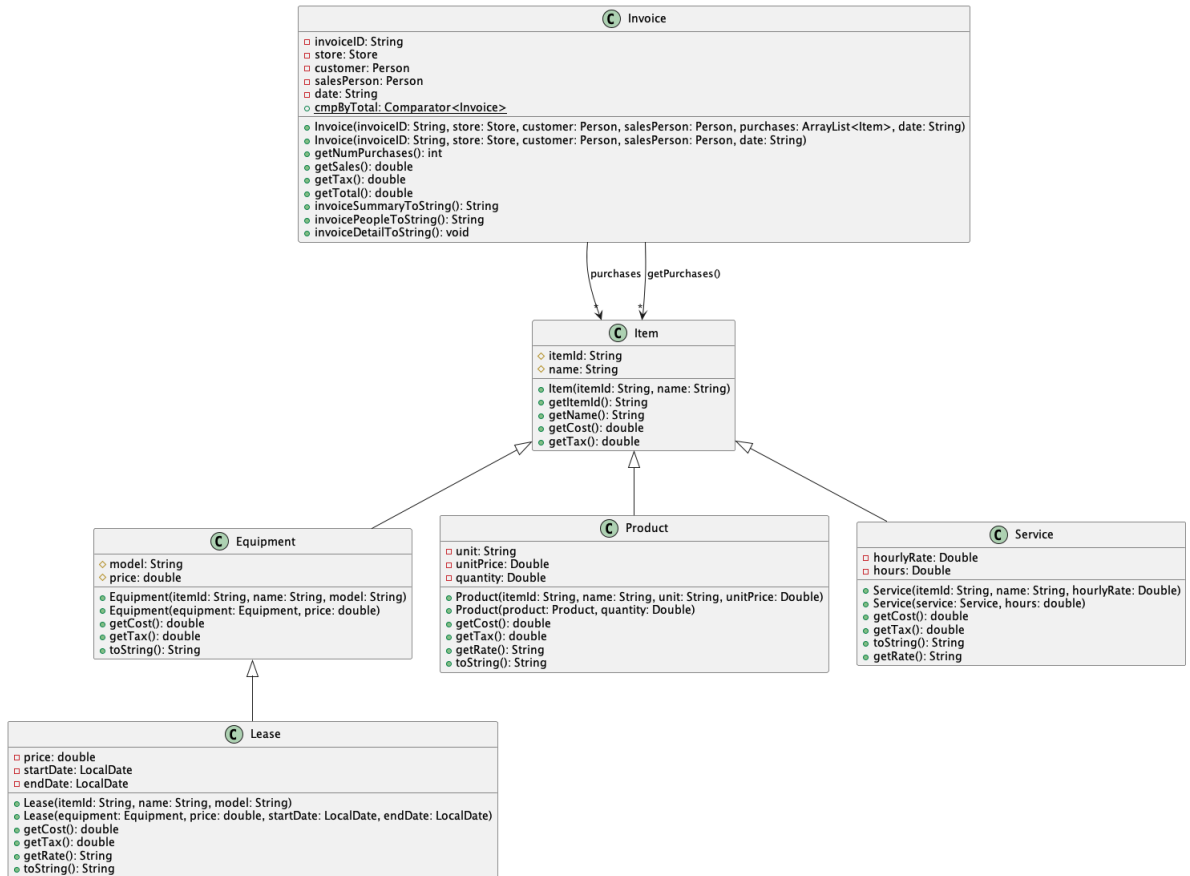 C Invoice
invoiceID: String
store: Store
customer: Person
salesPerson: Person
date: String
cmpByTotal: Comparator<Invoice>
Invoice(invoiceID: String, store: Store, customer: Person, salesPerson: Person, purchases: ArrayList<Item>, date: String)
Invoice(invoiceID: String, store: Store, customer: Person, salesPerson: Person, date: String)
getNumPurchases(): int
getSales(): double
getTax(): double
getTotal(): double
invoiceSummaryToString(): String
invoicePeopleToString(): String
invoiceDetailToString(): void
purchases
getPurchases()
*
*
C Item
itemId: String
name: String
Item(itemId: String, name: String)
getItemId(): String
getName(): String
getCost(): double
getTax(): double
C Equipment
model: String
price: double
Equipment(itemId: String, name: String, model: String)
Equipment(equipment: Equipment, price: double)
getCost(): double
getTax(): double
toString(): String
C Product
unit: String
unitPrice: Double
quantity: Double
Product(itemId: String, name: String, unit: String, unitPrice: Double)
Product(product: Product, quantity: Double)
getCost(): double
getTax(): double
getRate(): String
toString(): String
C Service
hourlyRate: Double
hours: Double
Service(itemId: String, name: String, hourlyRate: Double)
Service(service: Service, hours: double)
getCost(): double
getTax(): double
toString(): String
getRate(): String
C Lease
price: double
startDate: LocalDate
endDate: LocalDate
Lease(itemId: String, name: String, model: String)
Lease(equipment: Equipment, price: double, startDate: LocalDate, endDate: LocalDate)
getCost(): double
getTax(): double
getRate(): String
toString(): String